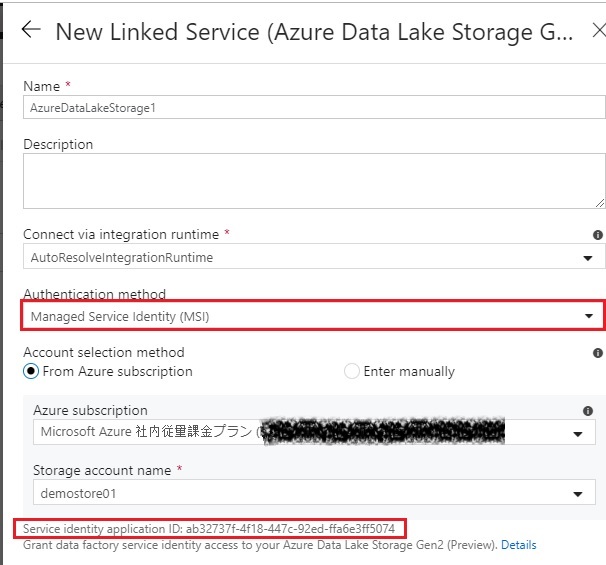 New Linked Service (Azure Data Lake Storage G...
Name *
AzureDataLakeStorage1
Description
Connect via integration runtime *
AutoResolveIntegrationRuntime
Authentication method
Managed Service Identity (MSI)
Account selection method
From Azure subscription
Enter manually
Azure subscription
Microsoft Azure 社内従量課金プラン (
Storage account name *
demostore01
Service identity application ID: ab32737f-4f18-447c-92ed-ffa6e3ff5074
Grant data factory service identity access to your Azure Data Lake Storage Gen2 (Preview). Details